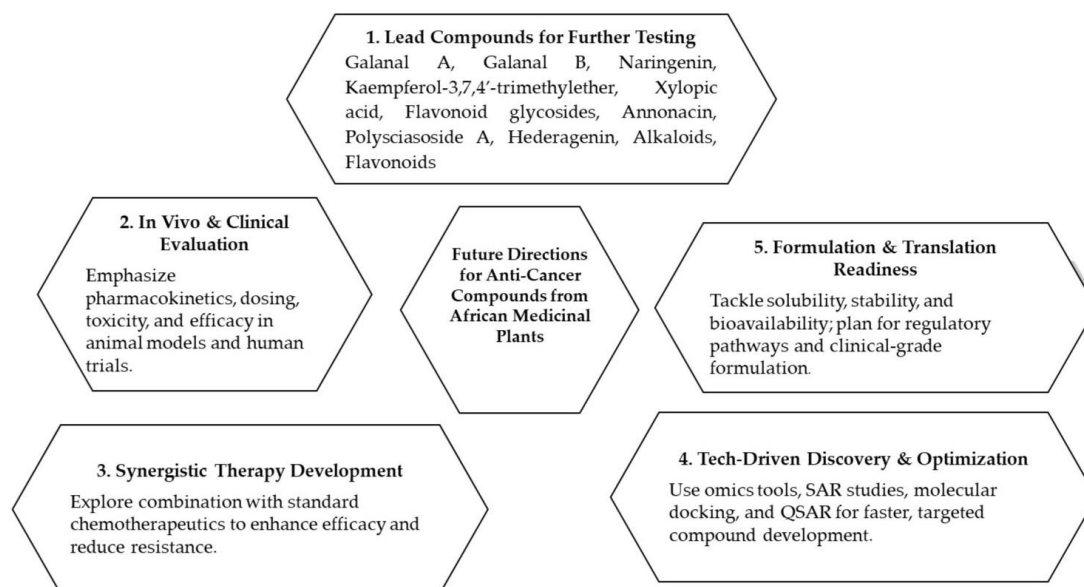 1. Lead Compounds for Further Testing
Galanal A, Galanal B, Naringenin,
Kaempferol-3,7,4′-trimethylether, Xylopic
acid, Flavonoid glycosides, Annonacin,
Polysciasoside A, Hederagenin, Alkaloids,
Flavonoids
2. In Vivo & Clinical
Evaluation
Emphasize
pharmacokinetics, dosing,
toxicity, and efficacy in
animal models and human
trials.
Future Directions
for Anti-Cancer
Compounds from
African Medicinal
Plants
5. Formulation & Translation
Readiness
Tackle solubility, stability, and
bioavailability; plan for regulatory
pathways and clinical-grade
formulation.
3. Synergistic Therapy Development
Explore combination with standard
chemotherapeutics to enhance efficacy and
reduce resistance.
4. Tech-Driven Discovery & Optimization
Use omics tools, SAR studies, molecular
docking, and QSAR for faster, targeted
compound development.